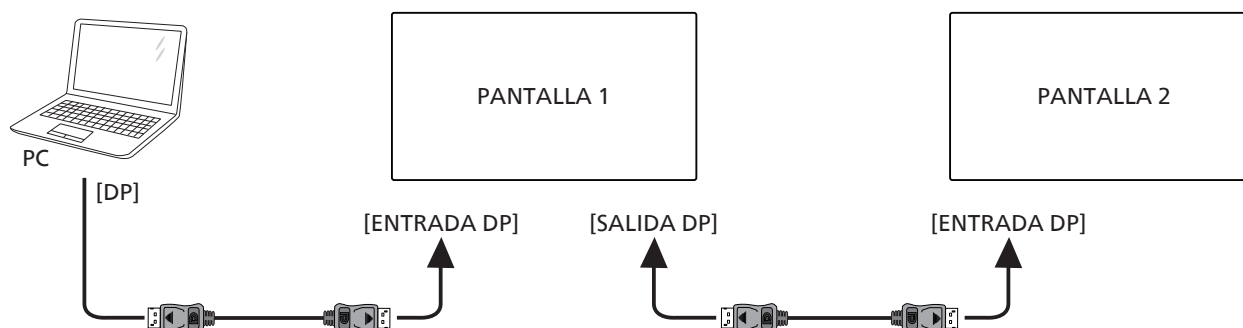 PANTALLA 1
PANTALLA 2
PC
[DP]
[ENTRADA DP]
[SALIDA DP]
[ENTRADA DP]